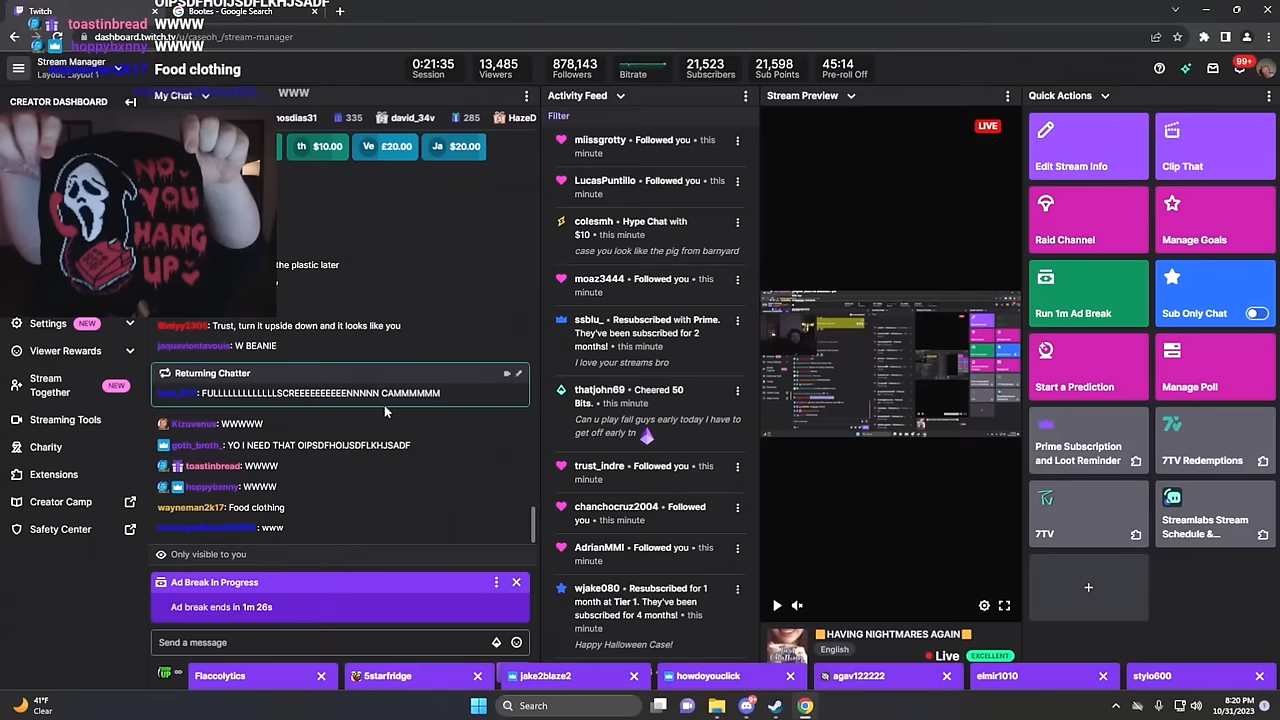 OIPSDFHOIJSDFLKHJSADF
Twitch
Bootes - Google Search
toastinbread WWWW
dashboard.twitch.tv/u/caseoh_/stream-manager
hoppybxnny WWWW
Stream Manager
Layout: Layout 1
wayneman2k17 Food clothing
0:21:35
Session
13,485
878,143
Followers
Bitrate
21,523
Subscribers
21,598
Sub Points
45:14
Pre-roll Off
99+
CREATOR DASHBOARD
My Chat
www
Activity Feed
Stream Preview
Quick Actions
nosdias31
335
david_34v
285
HazeD
Filter
th $10.00
Ve £20.00
Ja $20.00
NO
YOU
HANG
UP
the plastic later
Trust, turn it upside down and it looks like you
jaquaviontavouis: W BEANIE
Returning Chatter
Kizuvenus: WWWW
goth_broth_: YO I NEED THAT OIPSDFHOIJSDFLKHJSADF
toastinbread: WWWW
hoppybxnny: WWWW
wayneman2k17: Food clothing
: www
Only visible to you
Ad Break In Progress
Ad break ends in 1m 26s
Send a message
Settings
NEW
Viewer Rewards
Stream
Together
NEW
Streaming Tools
Charity
Extensions
Creator Camp
Safety Center
miissgrotty • Followed you • this
minute
LucasPuntillo • Followed you • this
minute
colesmh • Hype Chat with
$10 • this minute
case you look like the pig from barnyard
moaz3444 • Followed you • this
minute
ssblu_ • Resubscribed with Prime.
They've been subscribed for 2
months! • this minute
I love your moms bro
thatjohn69 • Cheered 50
Bits. • this minute
Can u play fall guys early today I have to
get off early tn
trust_indre • Followed you • this
minute
chanchocruz2004 • Followed
you • this minute
AdrianMMI • Followed you • this
minute
wjake080 • Resubscribed for 1
month at Tier 1. They've been
subscribed for 4 months! • this
minute
Happy Halloween Case!
LIVE
HAVING NIGHTMARES AGAIN
English
Live
EXCELLENT
Edit Stream Info
Clip That
Raid Channel
Manage Goals
Run 1m Ad Break
Sub Only Chat
Start a Prediction
Manage Poll
Prime Subscription
and Loot Reminder
7TV Redemptions
7TV
Streamlabs Stream
Schedule &...
Flaccolytics
5starfridge
jake2blaze2
howdoyouclick
agav122222
elmir1010
stylo600
41°F
Clear
Search
8:20 PM
10/31/2023